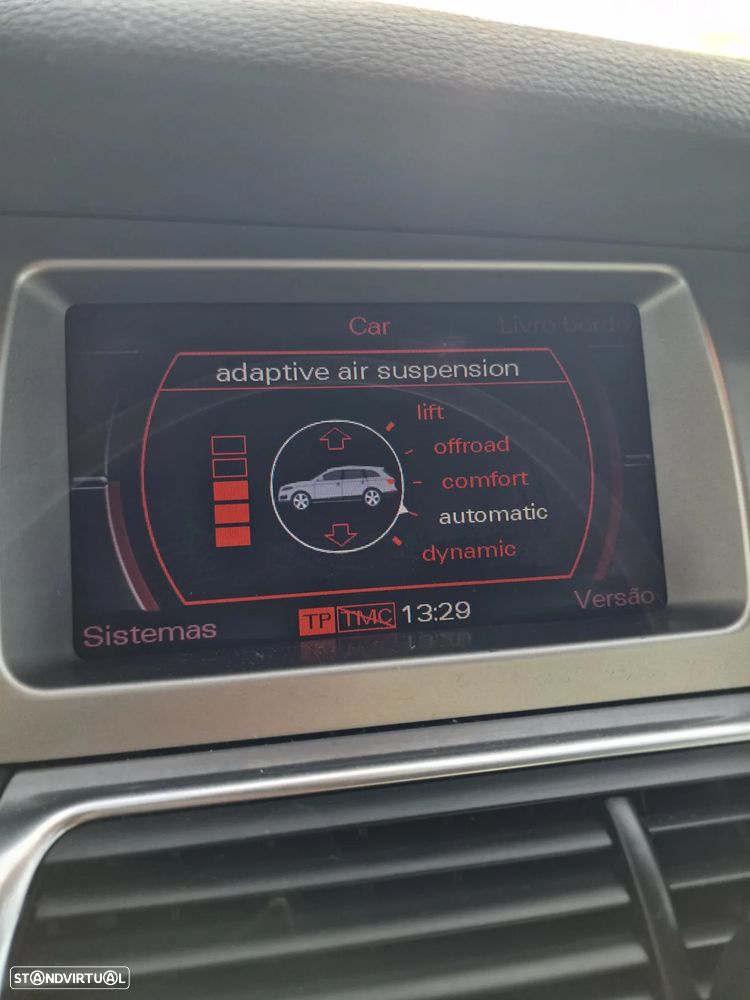 Car
Livro bordo
adaptive air suspension
lift
offroad
comfort
automatic
dynamic
Versão
Sistemas
TP TMC 13:29
STANDVIRTUAL